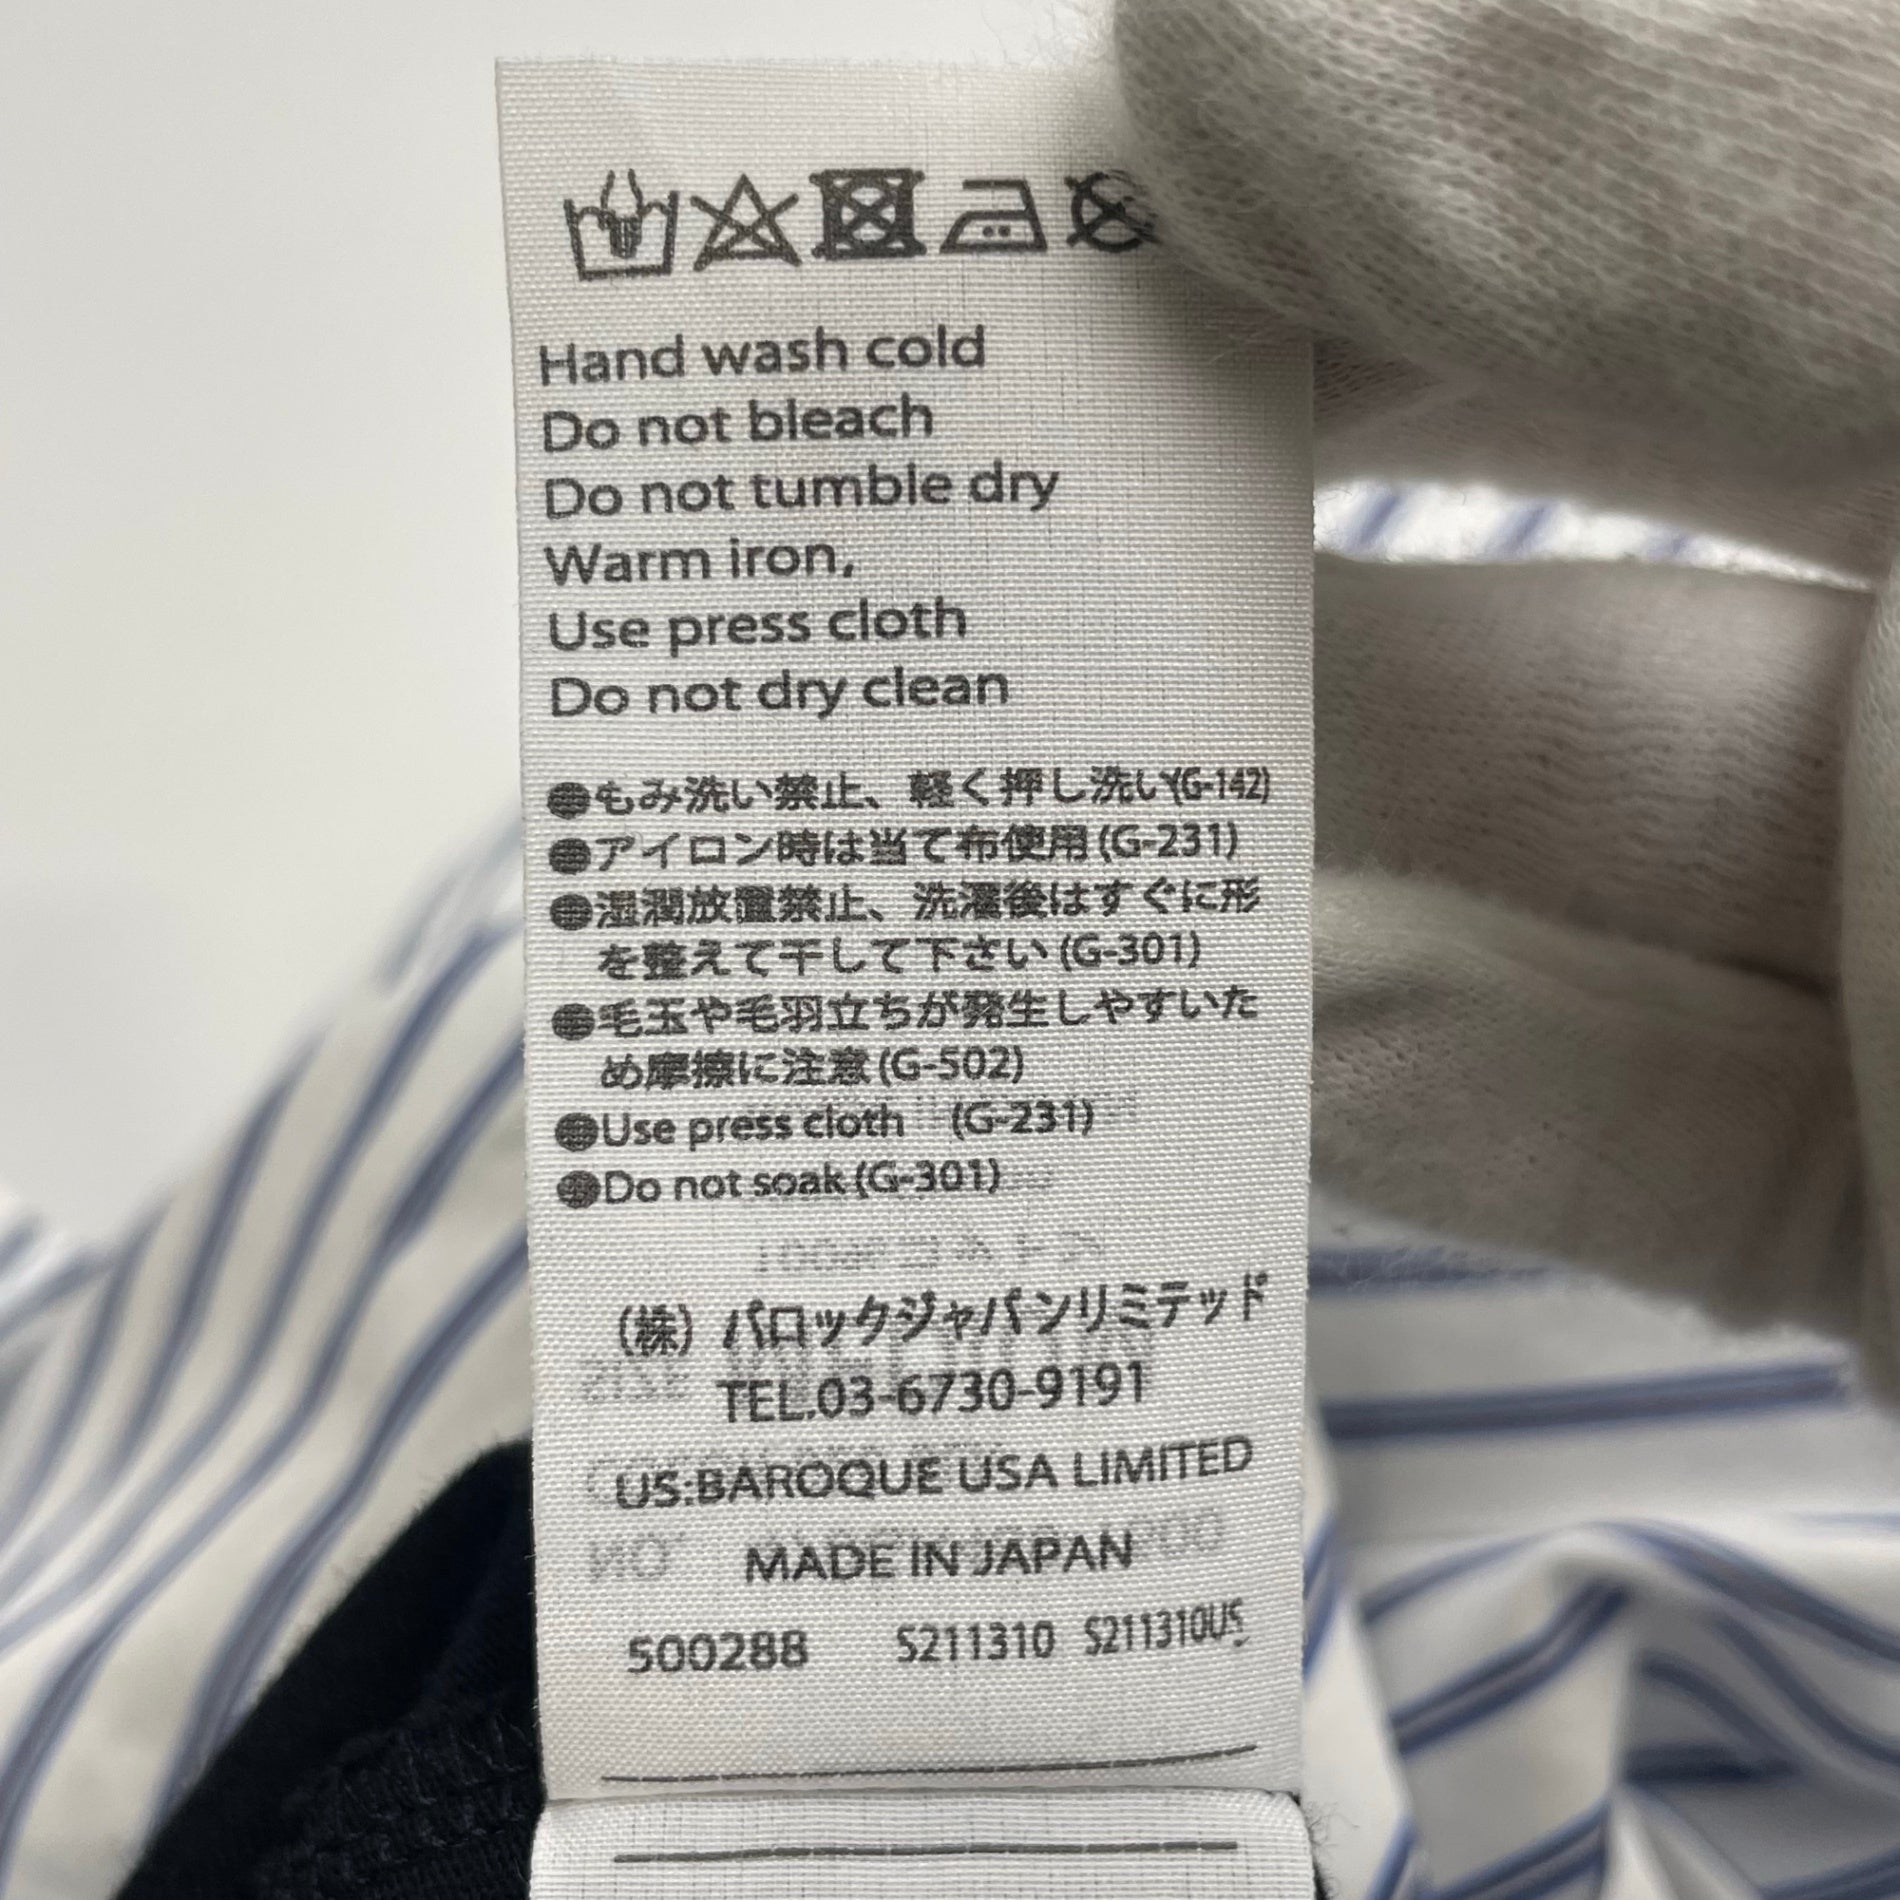 Hand wash cold
Do not bleach
Do not tumble dry
Warm iron,
Use press cloth
Do not dry clean
●もみ洗い禁止、軽く押し洗い(G-142)
●アイロン時は当て布使用(G-231)
●湿潤放置禁止、洗濯後はすぐに形
を整えて干して下さい(G-301)
●毛玉や毛羽立ちが発生しやすいた
め摩擦に注意(G-502)
●Use press cloth (G-231)
●Do not soak(G-301)
(株) バロックジャパンリミテッド
TEL.03-6730-9191
US:BAROQUE USA LIMITED
MADE IN JAPAN
500288 S211310 S211310US